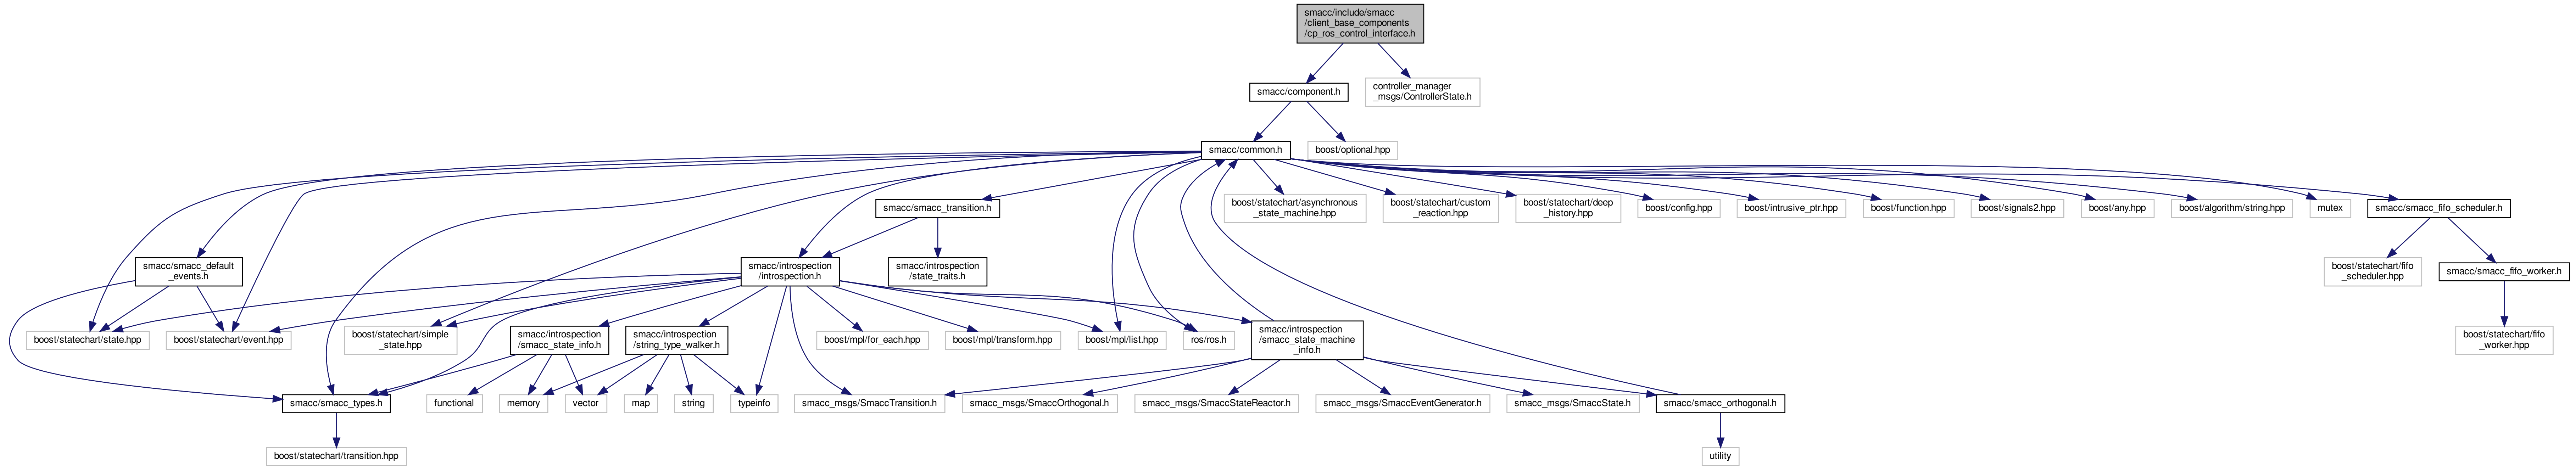 smacc/include/smacc
/client_base_components
/cp_ros_control_interface.h
smacc/component.h
controller_manager
_msgs/ControllerState.h
smacc/common.h
boost/optional.hpp
smacc/smacc_transition.h
boost/statechart/asynchronous
_state_machine.hpp
boost/statechart/custom
_reaction.hpp
boost/statechart/deep
_history.hpp
boost/config.hpp
boost/intrusive_ptr.hpp
boost/function.hpp
boost/signals2.hpp
boost/any.hpp
boost/algorithm/string.hpp
mutex
smacc/smacc_fifo_scheduler.h
smacc/smacc_default
_events.h
smacc/introspection
/introspection.h
smacc/introspection
/state_traits.h
boost/statechart/fifo
_scheduler.hpp
smacc/smacc_fifo_worker.h
boost/statechart/state.hpp
boost/statechart/event.hpp
boost/statechart/simple
_state.hpp
smacc/introspection
/smacc_state_info.h
smacc/introspection
/string_type_walker.h
boost/mpl/for_each.hpp
boost/mpl/transform.hpp
boost/mpl/list.hpp
ros/ros.h
smacc/introspection
/smacc_state_machine
_info.h
boost/statechart/fifo
_worker.hpp
smacc/smacc_types.h
functional
memory
vector
map
string
typeinfo
smacc_msgs/SmaccTransition.h
smacc_msgs/SmaccOrthogonal.h
smacc_msgs/SmaccStateReactor.h
smacc_msgs/SmaccEventGenerator.h
smacc_msgs/SmaccState.h
smacc/smacc_orthogonal.h
boost/statechart/transition.hpp
utility